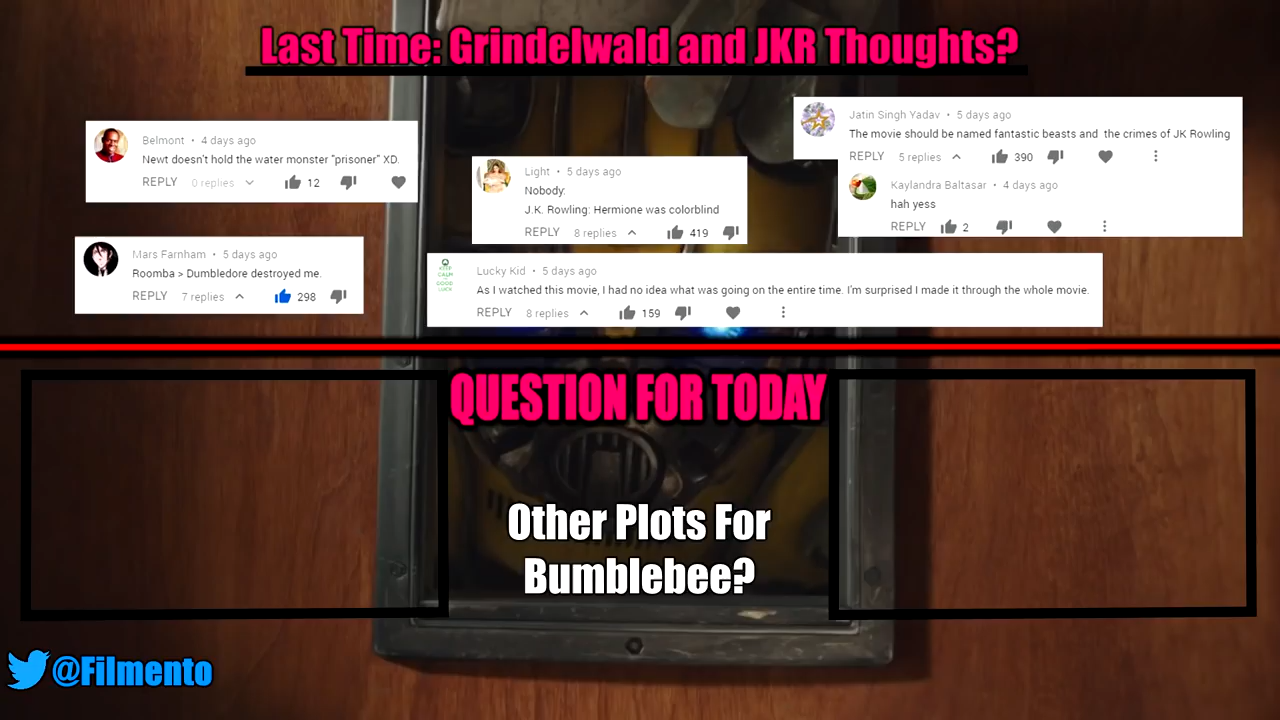 Last Time: Grindelwald and JKR Thoughts?
Belmont • 4 days ago
Newt doesn't hold the water monster "prisoner" XD.
REPLY 0 replies 12
Mars Farnham • 5 days ago
Roomba > Dumbledore destroyed me.
REPLY 7 replies 298
Light • 5 days ago
Nobody:
J.K. Rowling: Hermione was colorblind
REPLY 8 replies 419
Jatin Singh Yadav • 5 days ago
The movie should be named fantastic beasts and the crimes of JK Rowling
REPLY 5 replies 390
Kaylandra Baltasar • 4 days ago
hah yess
REPLY 2
KEEP
CALM
GOOD
LUCK
Lucky Kid • 5 days ago
As I watched this movie, I had no idea what was going on the entire time. I'm surprised I made it through the whole movie.
REPLY 8 replies 159
QUESTION FOR TODAY
Other Plots For
Bumblebee?
@Filmento